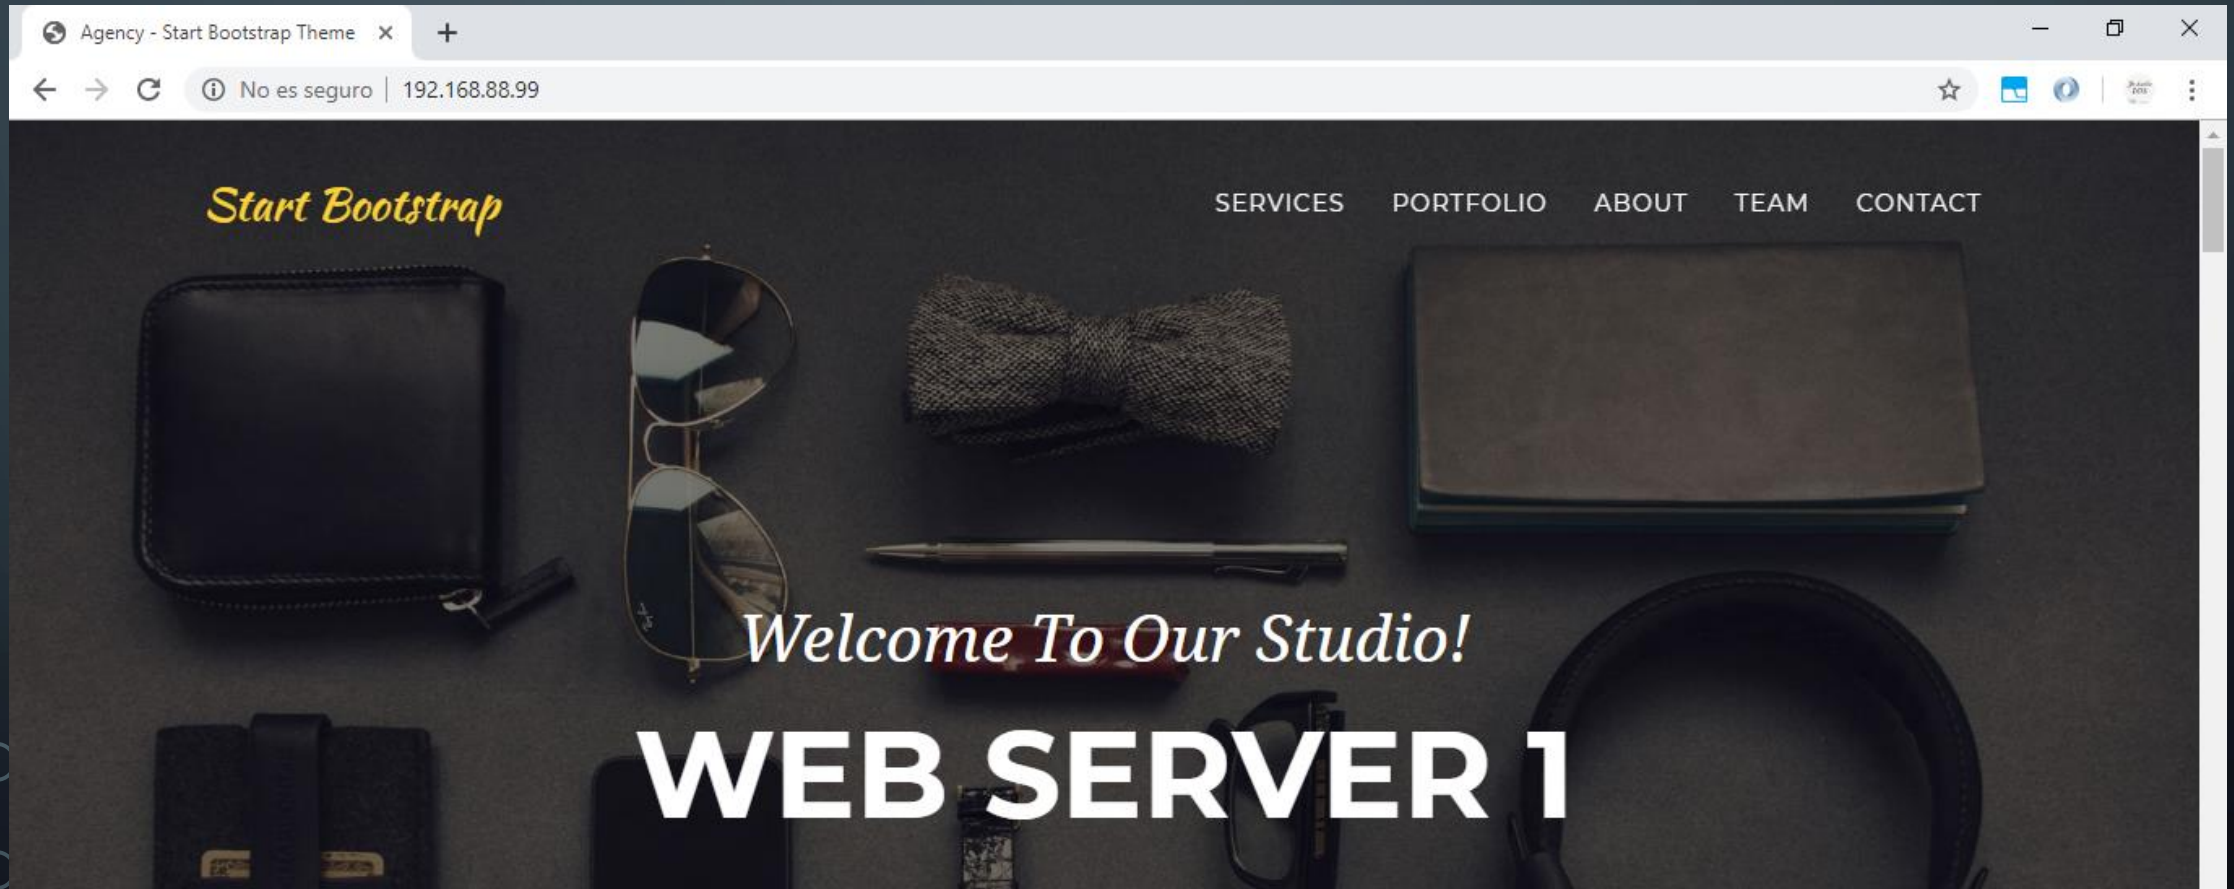 Agency - Start Bootstrap Theme
No es seguro | 192.168.88.99
Start Bootstrap
SERVICES PORTFOLIO ABOUT TEAM CONTACT
Welcome To Our Studio!
WEB SERVER 1